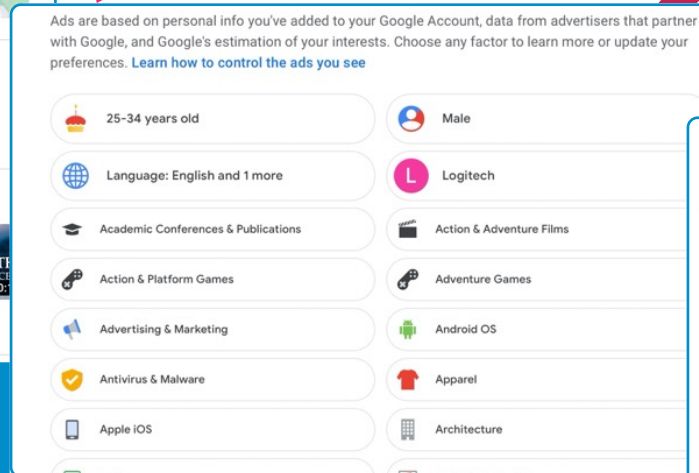 Ads are based on personal info you've added to your Google Account, data from advertisers that partner
with Google, and Google's estimation of your interests. Choose any factor to learn more or update your
preferences. Learn how to control the ads you see
25-34 years old
Male
Language: English and 1 more
L
Logitech
Academic Conferences & Publications
Action & Adventure Films
Action & Platform Games
Adventure Games
Advertising & Marketing
Android OS
Antivirus & Malware
Apparel
Apple iOS
Architecture